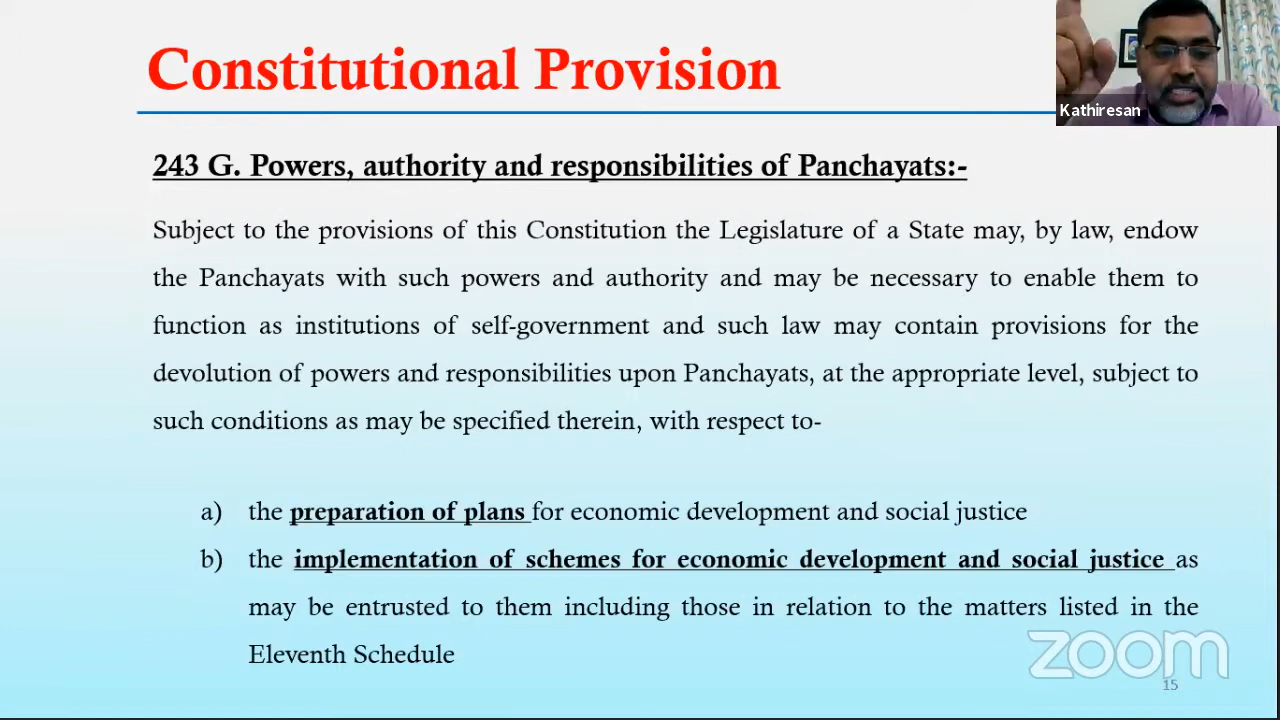 Constitutional Provision
Kathiresan
243 G. Powers, authority and responsibilities of Panchayats:-
Subject to the provisions of this Constitution the Legislature of a State may, by law, endow
the Panchayats with such powers and authority and may be necessary to enable them to
function as institutions of self-government and such law may contain provisions for the
devolution of powers and responsibilities upon Panchayats, at the appropriate level, subject to
such conditions as may be specified therein, with respect to-
a) the preparation of plans for economic development and social justice
b) the implementation of schemes for economic development and social justice as
may be entrusted to them including those in relation to the matters listed in the
Eleventh Schedule
zoom
15